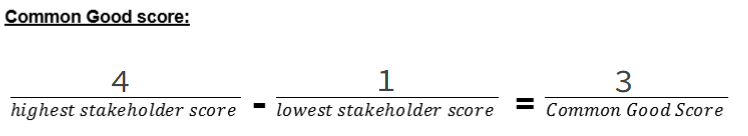 Common Good score:
4 - 1 = 3
highest stakeholder score lowest stakeholder score Common Good Score